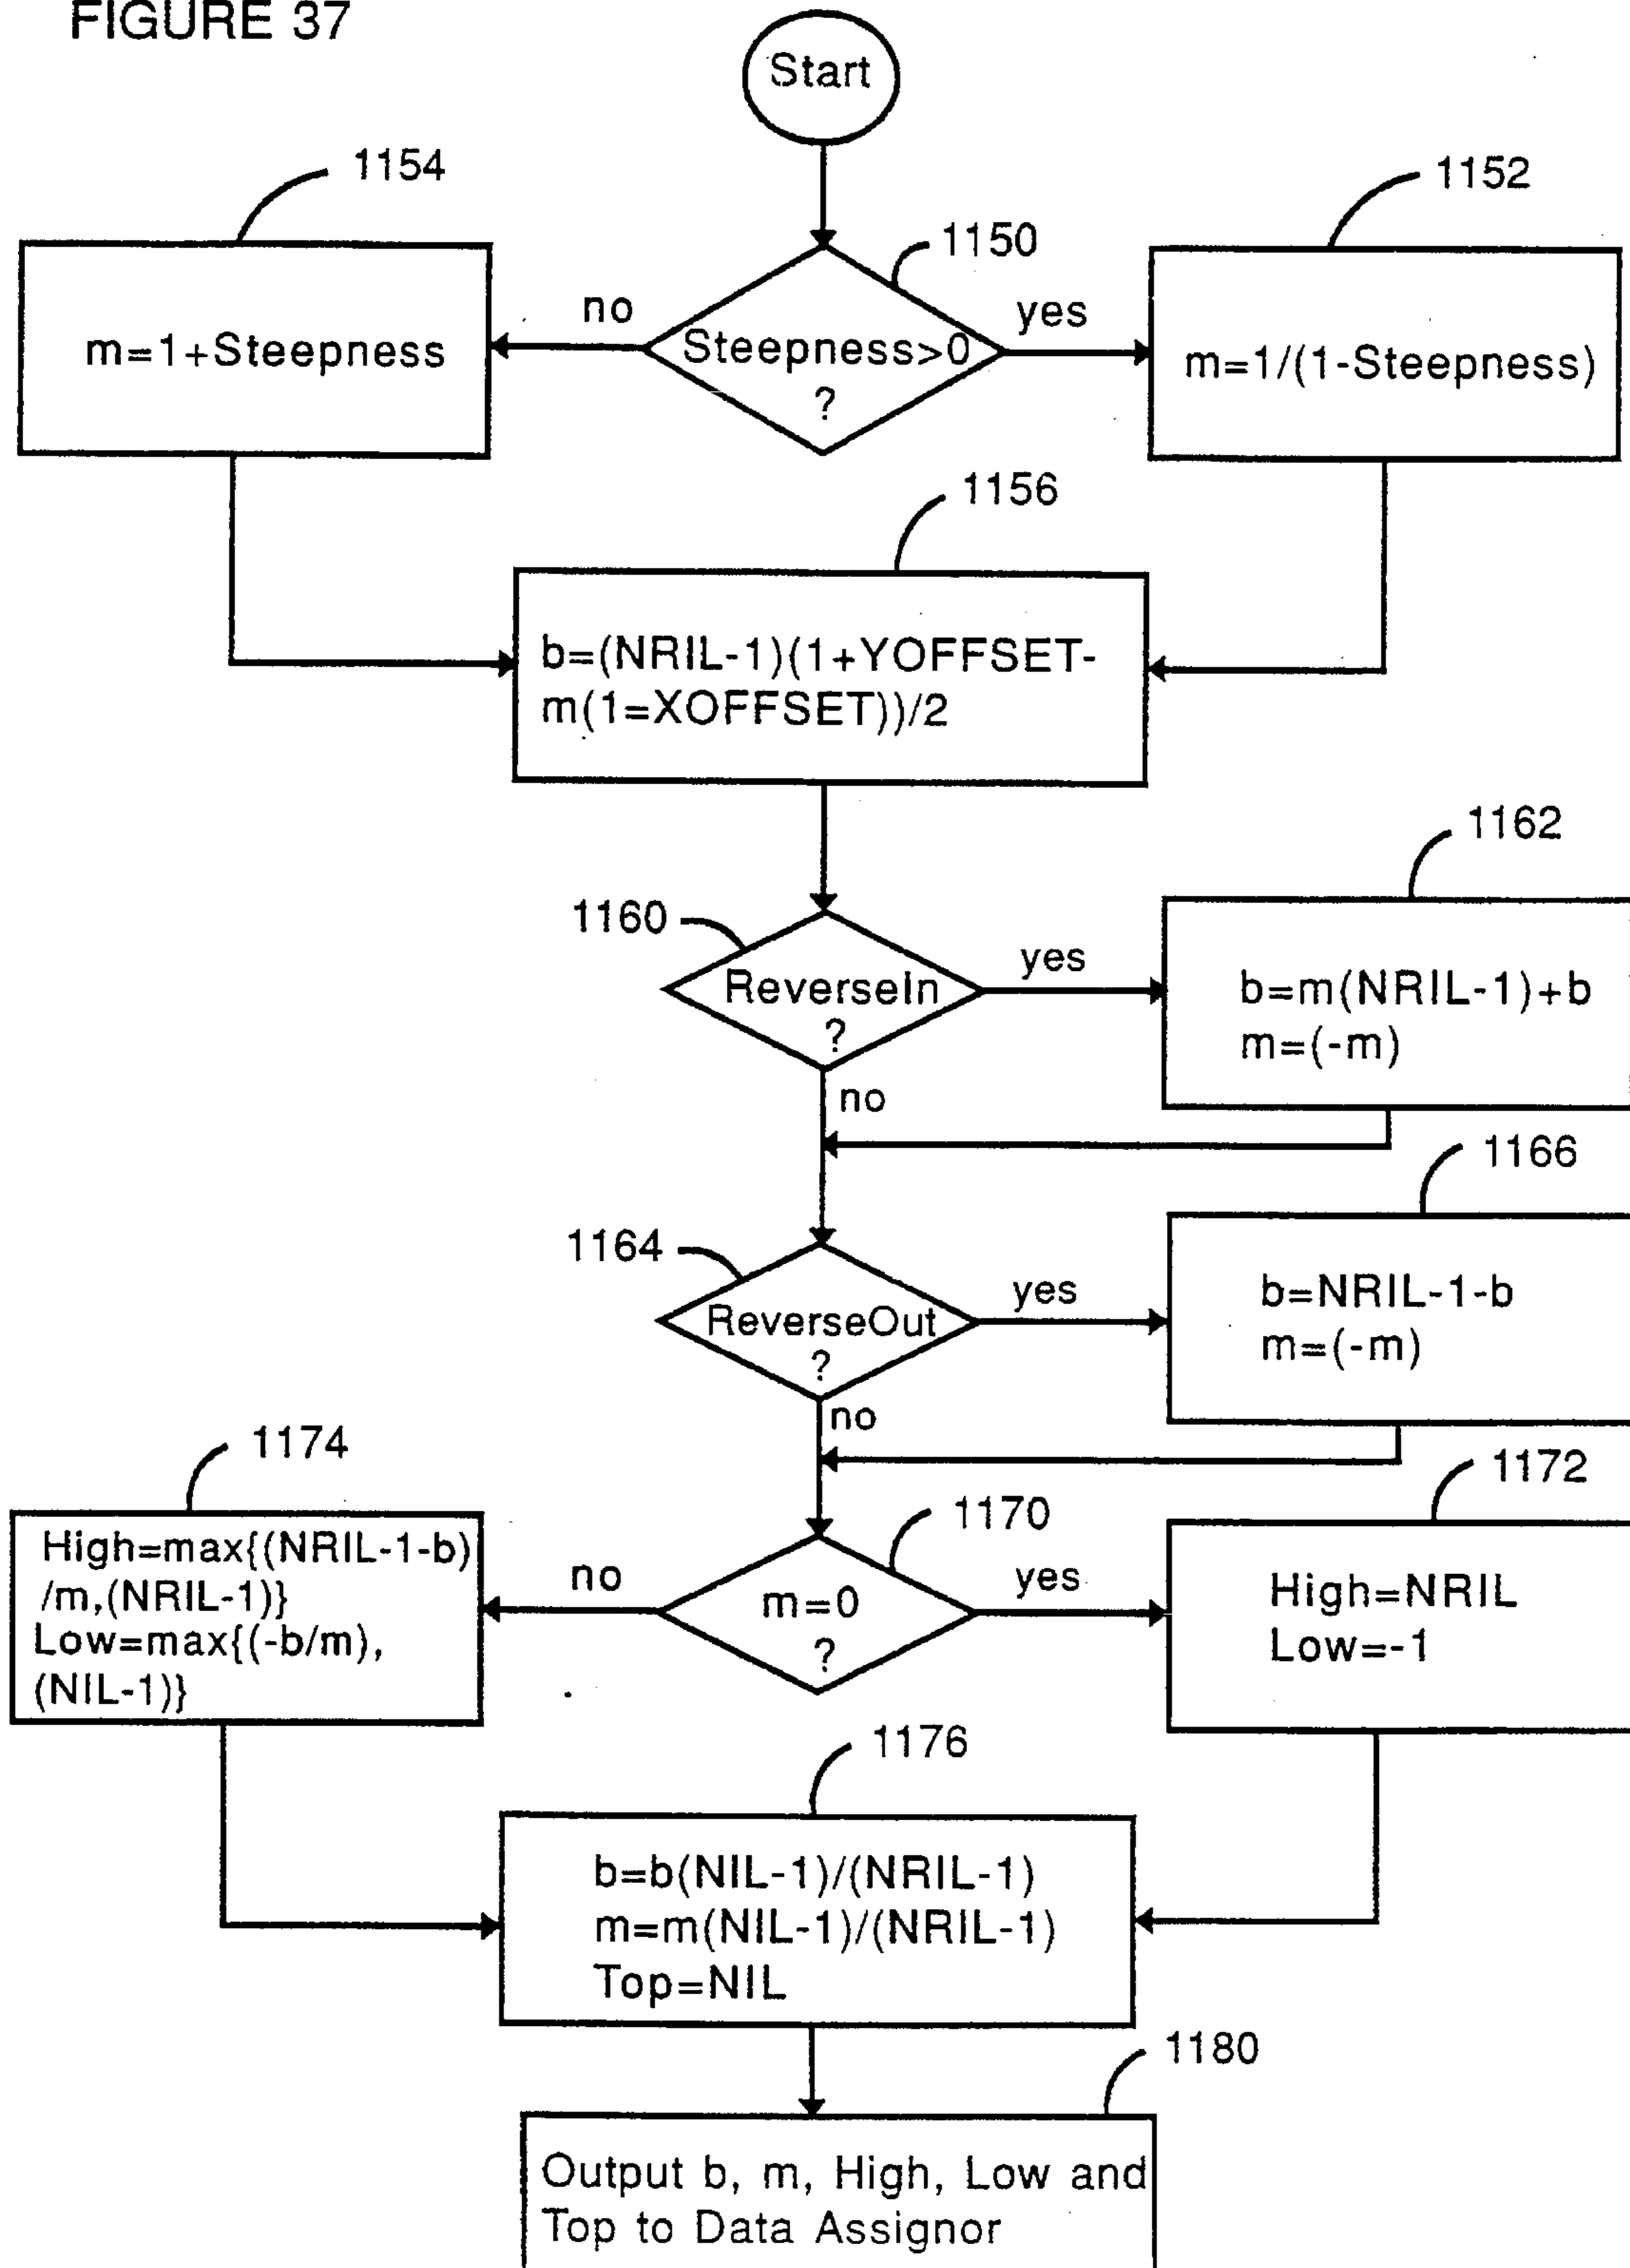 FIGURE 37
Start
1154
1152
1150
no
yes
m=1+Steepness
Steepness>0
?
m=1/(1-Steepness)
1156
b=(NRIL-1)(1+YOFFSET-
m(1=XOFFSET))/2
1162
1160
yes
ReverseIn
?
b=m(NRIL-1)+b
m=(-m)
no
1166
1164
yes
ReverseOut
?
b=NRIL-1-b
m=(-m)
no
1174
1172
1170
High=max{(NRIL-1-b)
/m,(NRIL-1)}
Low=max{(-b/m),
(NIL-1)}
no
m=0
?
yes
High=NRIL
Low=-1
1176
b=b(NIL-1)/(NRIL-1)
m=m(NIL-1)/(NRIL-1)
Top=NIL
1180
Output b, m, High, Low and
Top to Data Assignor